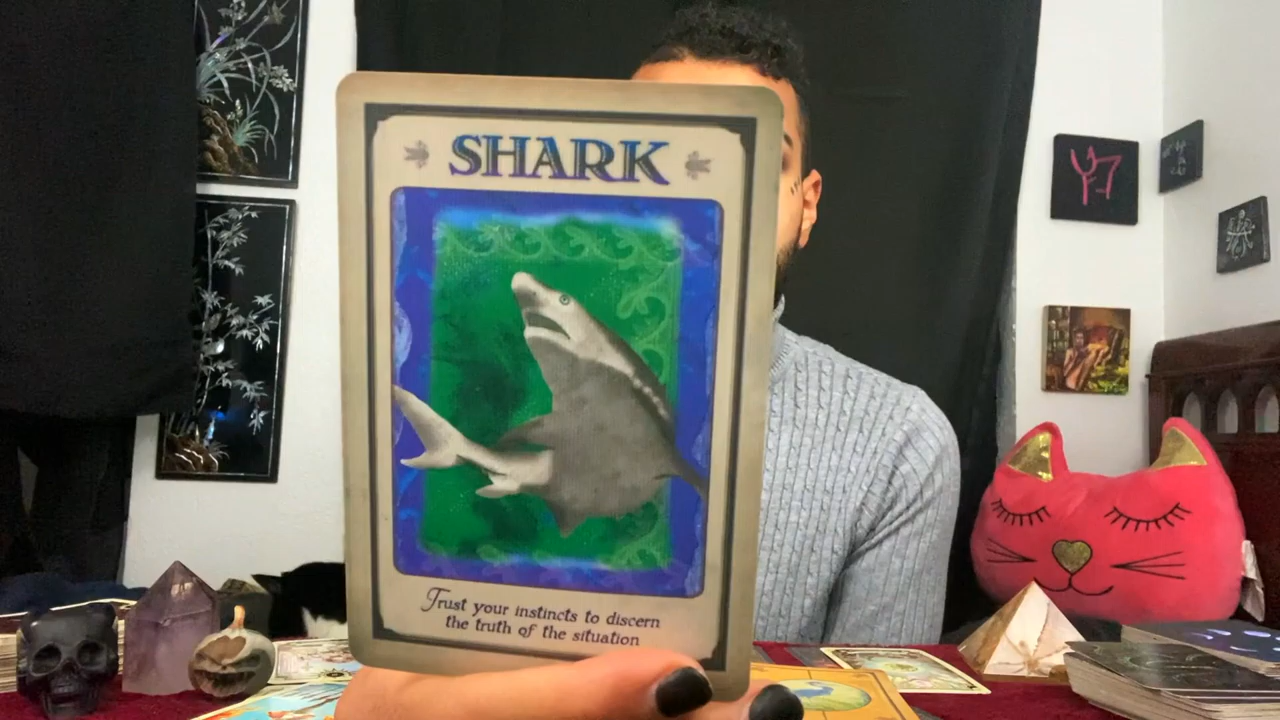 SHARK
Trust your instincts to discern
the truth of the situation